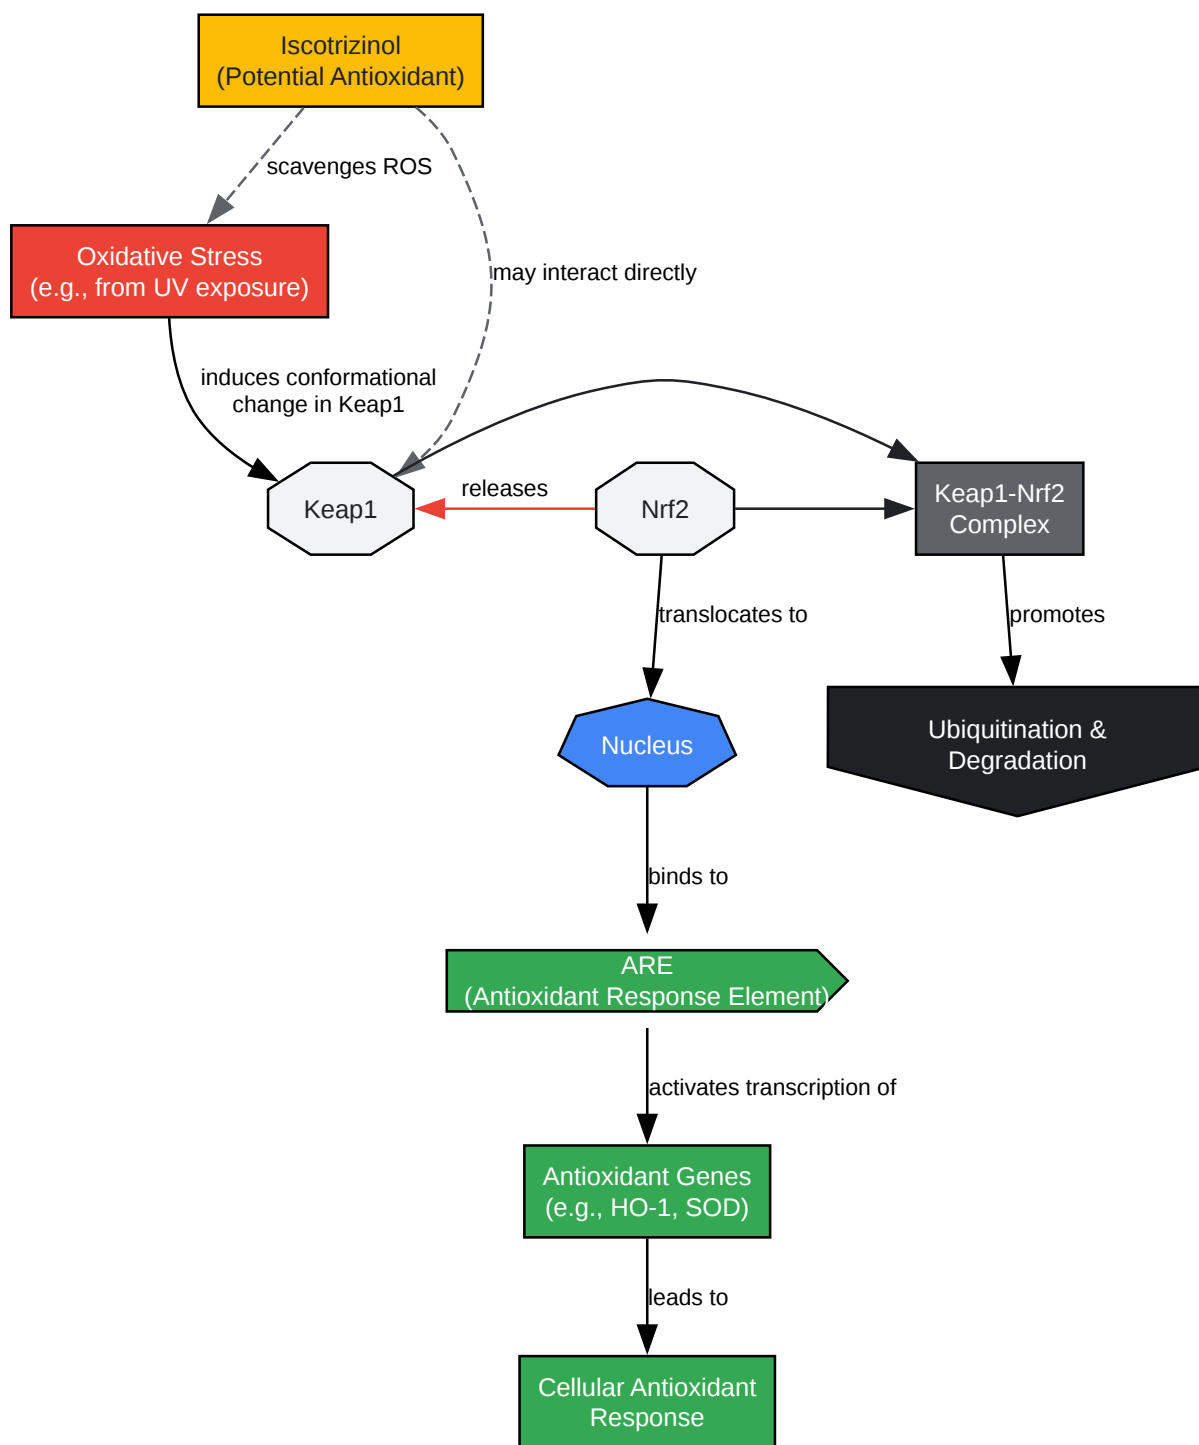 Iscotrizinol
(Potential Antioxidant)
scavenges ROS
Oxidative Stress
(e.g., from UV exposure)
may interact directly
induces conformational
change in Keap1
Keap1
releases
Nrf2
Keap1-Nrf2
Complex
translocates to
promotes
Nucleus
Ubiquitination &
Degradation
binds to
ARE
(Antioxidant Response Element)
activates transcription of
Antioxidant Genes
(e.g., HO-1, SOD)
leads to
Cellular Antioxidant
Response